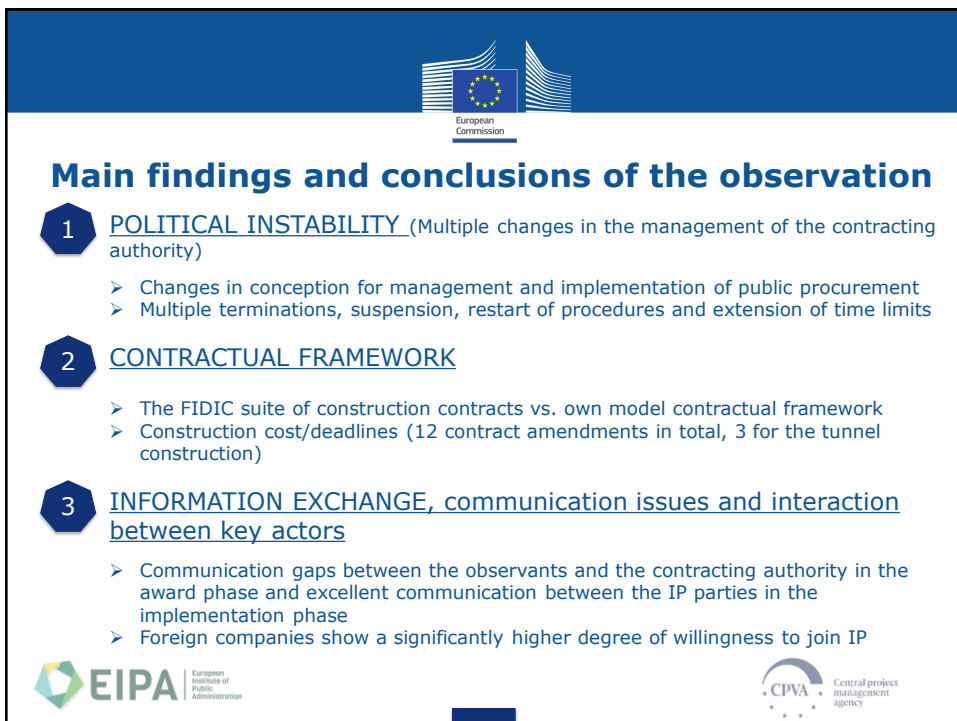 European
Commission
Main findings and conclusions of the observation
1
POLITICAL INSTABILITY (Multiple changes in the management of the contracting
authority)
➢ Changes in conception for management and implementation of public procurement
➢ Multiple terminations, suspension, restart of procedures and extension of time limits
2
CONTRACTUAL FRAMEWORK
➢ The FIDIC suite of construction contracts vs. own model contractual framework
➢ Construction cost/deadlines (12 contract amendments in total, 3 for the tunnel
construction)
3
INFORMATION EXCHANGE, communication issues and interaction
between key actors
➢ Communication gaps between the observants and the contracting authority in the
award phase and excellent communication between the IP parties in the
implementation phase
➢ Foreign companies show a significantly higher degree of willingness to join IP
EIPA
European
Institute of
Public
Administration
CPVA
Central project
management
agency